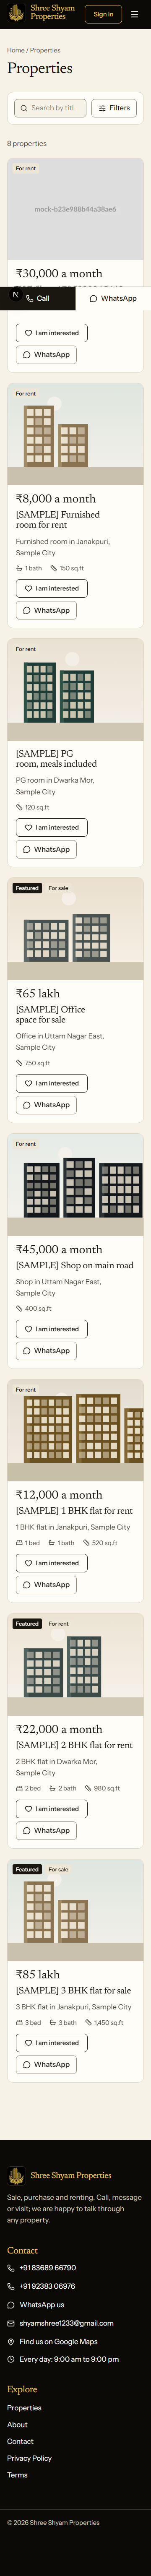 Shree Shyam
Properties
Sign in
Home / Properties
Properties
Search by titl
Filters
8 properties
For rent
mock-b23e988b44a38ae6
₹30,000 a month
N
Call
WhatsApp
I am interested
WhatsApp
For rent
₹8,000 a month
[SAMPLE] Furnished
room for rent
Furnished room in Janakpuri,
Sample City
1 bath
150 sq.ft
I am interested
WhatsApp
For rent
[SAMPLE] PG
room, meals included
PG room in Dwarka Mor,
Sample City
120 sq.ft
I am interested
WhatsApp
Featured
For sale
₹65 lakh
[SAMPLE] Office
space for sale
Office in Uttam Nagar East,
Sample City
750 sq.ft
I am interested
WhatsApp
For rent
₹45,000 a month
[SAMPLE] Shop on main road
Shop in Uttam Nagar East,
Sample City
400 sq.ft
I am interested
WhatsApp
For rent
₹12,000 a month
[SAMPLE] 1 BHK flat for rent
1 BHK flat in Janakpuri, Sample City
1 bed
1 bath
520 sq.ft
I am interested
WhatsApp
Featured
For rent
₹22,000 a month
[SAMPLE] 2 BHK flat for rent
2 BHK flat in Dwarka Mor,
Sample City
2 bed
2 bath
980 sq.ft
I am interested
WhatsApp
Featured
For sale
₹85 lakh
[SAMPLE] 3 BHK flat for sale
3 BHK flat in Janakpuri, Sample City
3 bed
3 bath
1,450 sq.ft
I am interested
WhatsApp
Shree Shyam Properties
Sale, purchase and renting. Call, message
or visit; we are happy to help you find
any property.
Contact
+91 83689 66790
+91 92383 06976
WhatsApp us
shyamshree1233@gmail.com
Find us on Google Maps
Every day: 9:00 am to 9:00 pm
Explore
Properties
About
Contact
Privacy Policy
Terms
© 2026 Shree Shyam Properties